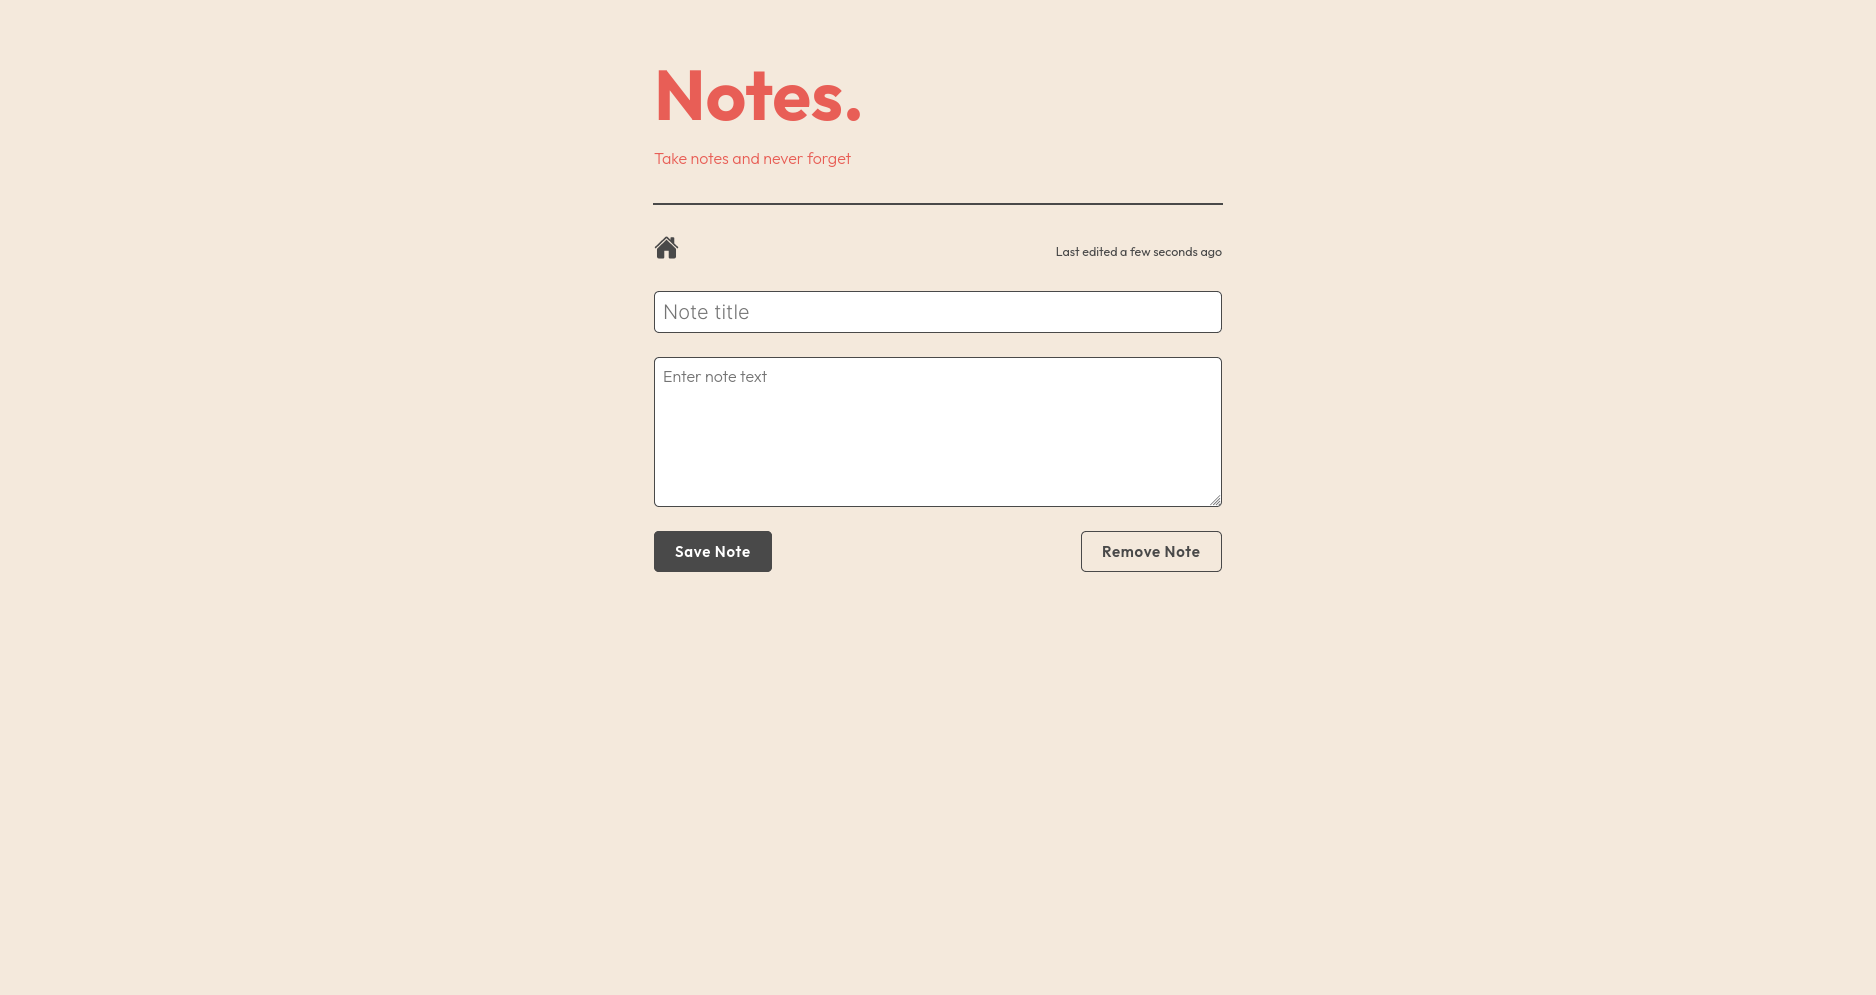 Notes.
Take notes and never forget
Last edited a few seconds ago
Note title
Enter note text
Save Note
Remove Note